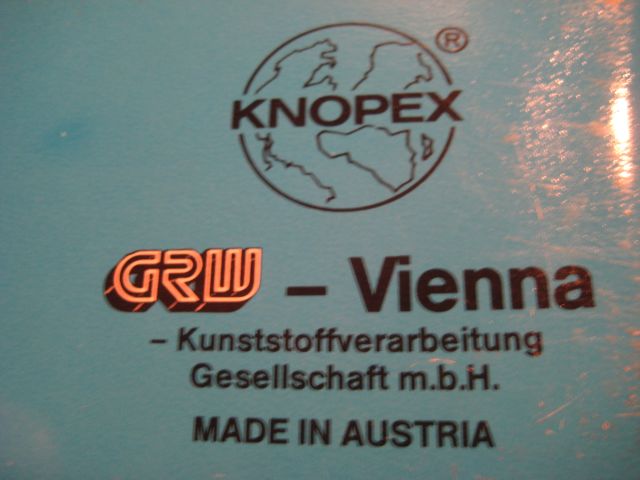 ®
KNOPEX
GRW – Vienna
– Kunststoffverarbeitung
Gesellschaft m.b.H.
MADE IN AUSTRIA